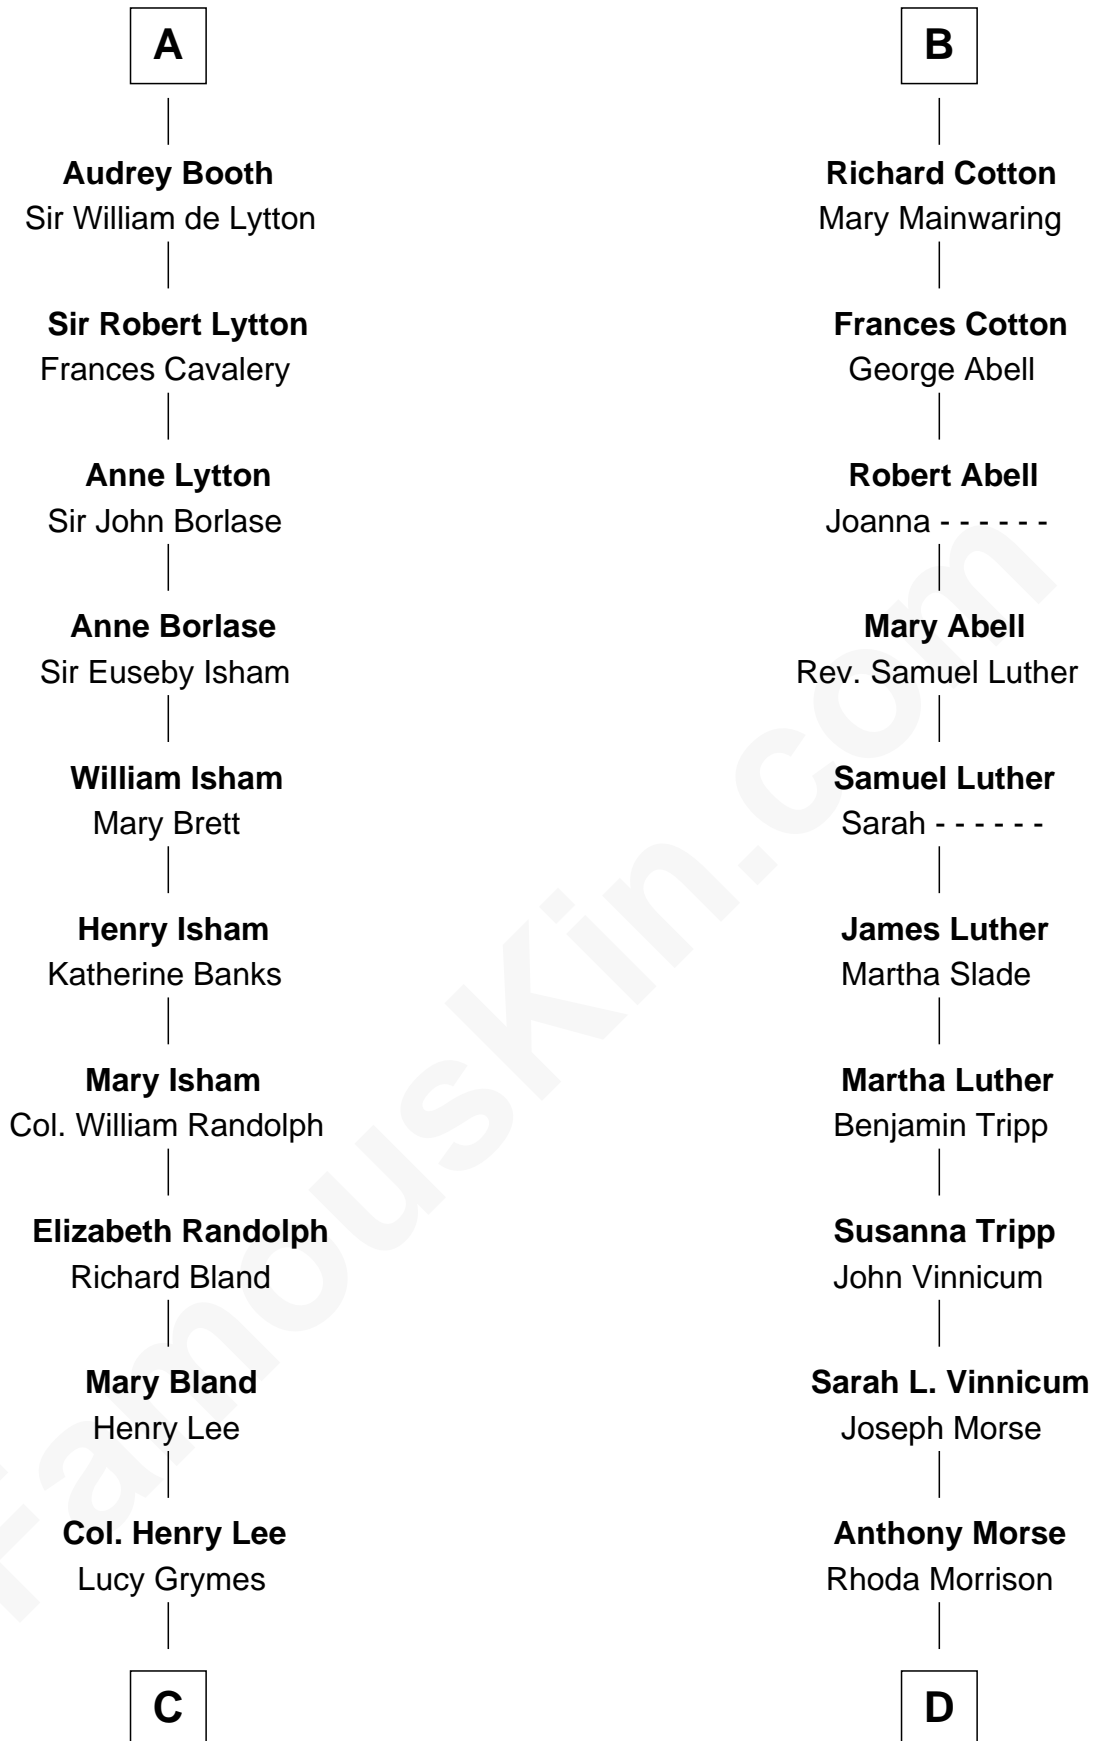 A
Audrey Booth
Sir William de Lytton
Sir Robert Lytton
Frances Cavalery
Anne Lytton
Sir John Borlase
Anne Borlase
Sir Euseby Isham
William Isham
Mary Brett
Henry Isham
Katherine Banks
Mary Isham
Col. William Randolph
Elizabeth Randolph
Richard Bland
Mary Bland
Henry Lee
Col. Henry Lee
Lucy Grymes
C
B
Richard Cotton
Mary Mainwaring
Frances Cotton
George Abell
Robert Abell
Joanna - - - - - -
Mary Abell
Rev. Samuel Luther
Samuel Luther
Sarah - - - - - -
James Luther
Martha Slade
Martha Luther
Benjamin Tripp
Susanna Tripp
John Vinnicum
Sarah L. Vinnicum
Joseph Morse
Anthony Morse
Rhoda Morrison
D
FamousKin.com